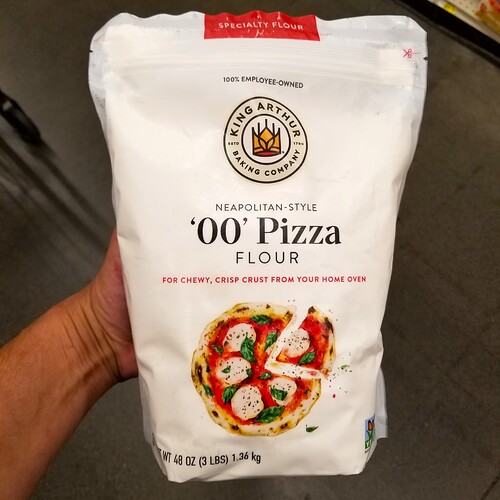 SPECIALTY FLOUR
100% EMPLOYEE-OWNED
KING ARTHUR
ESTD 1790
BAKING COMPANY
NEAPOLITAN-STYLE
'00' Pizza
FLOUR
FOR CHEWY, CRISP CRUST FROM YOUR HOME OVEN
WT 48 OZ (3 LBS) 1.36 kg